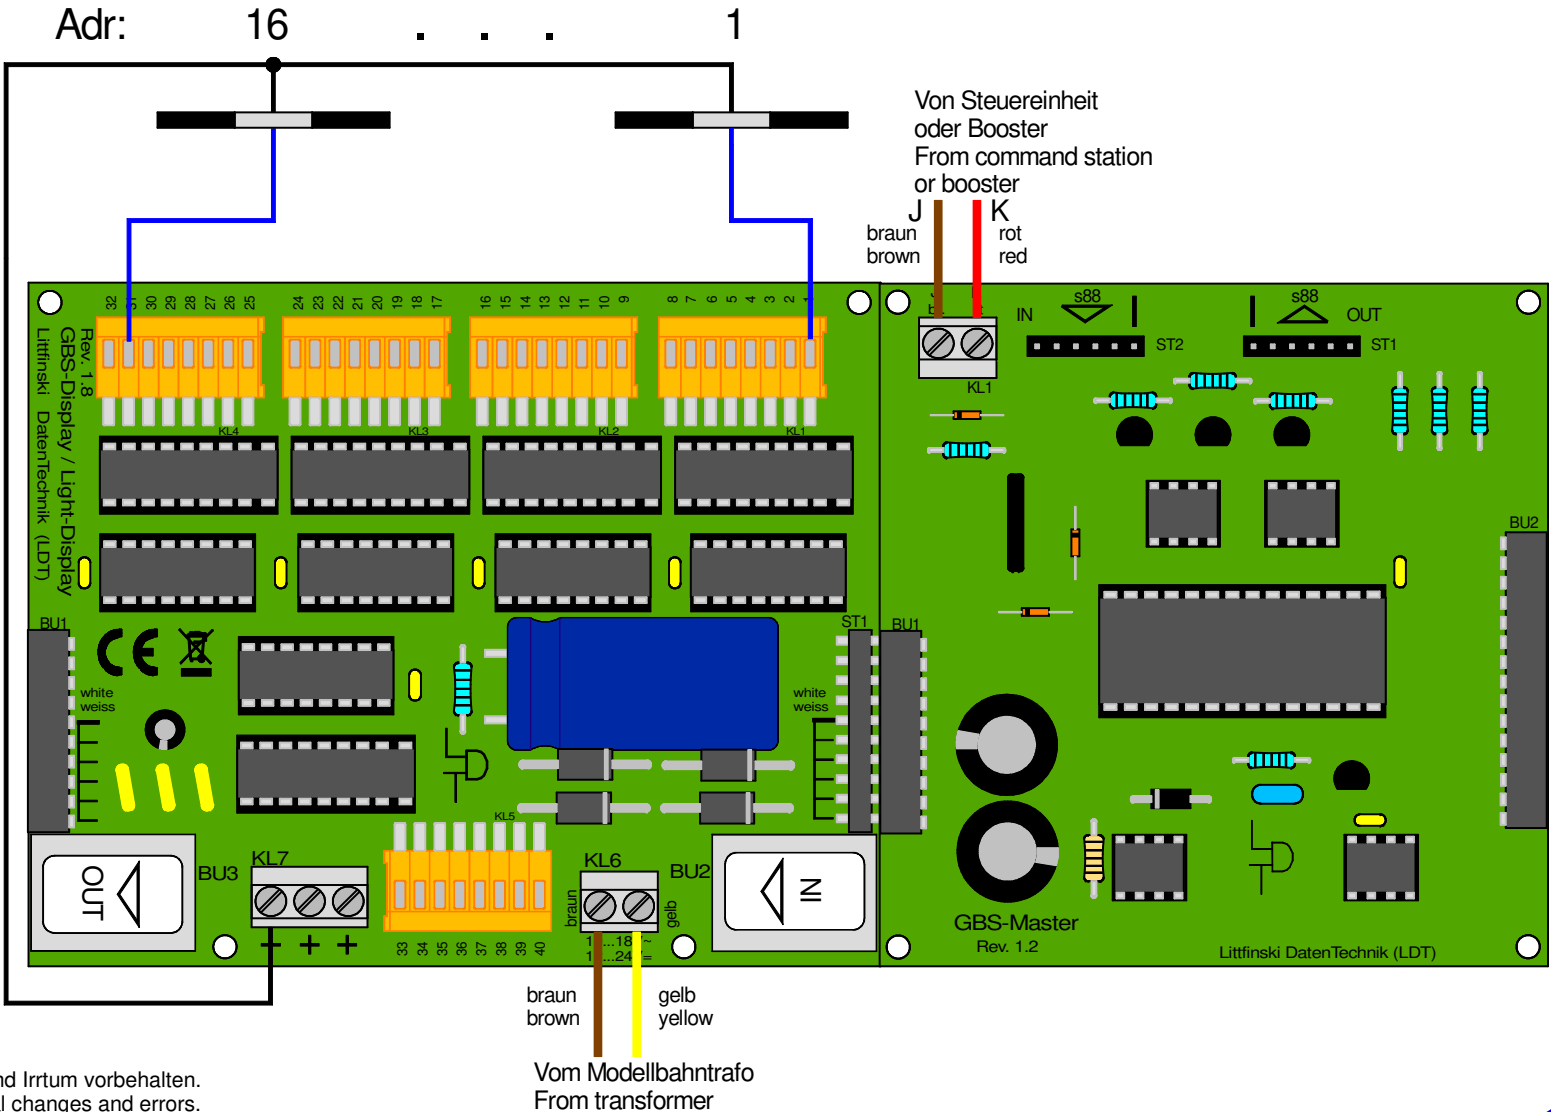 Adr: 16 . . . 1
Von Steuereinheit
oder Booster
From command station
or booster
J K
braun rot
brown red
32 31 30 29 28 27 26 25
24 23 22 21 20 19 18 17
16 15 14 13 12 11 10 9
8 7 6 5 4 3 2 1
Rev. 1.8
GBS-Display / Light-Display
Littfinski DatenTechnik (LDT)
KL4
KL3
KL2
KL1
KL1
IN s88
ST2
s88 OUT
ST1
BU2
BU1
white
weiss
ST1
BU1
white
weiss
OUT
BU3
KL7
+ + +
KL5
33 34 35 36 37 38 39 40
KL6
braun
gelb
BU2
IN
GBS-Master
Rev. 1.2
Littfinski DatenTechnik (LDT)
braun gelb
brown yellow
Vom Modellbahntrafo
From transformer
nd Irrtum vorbehalten.
al changes and errors.